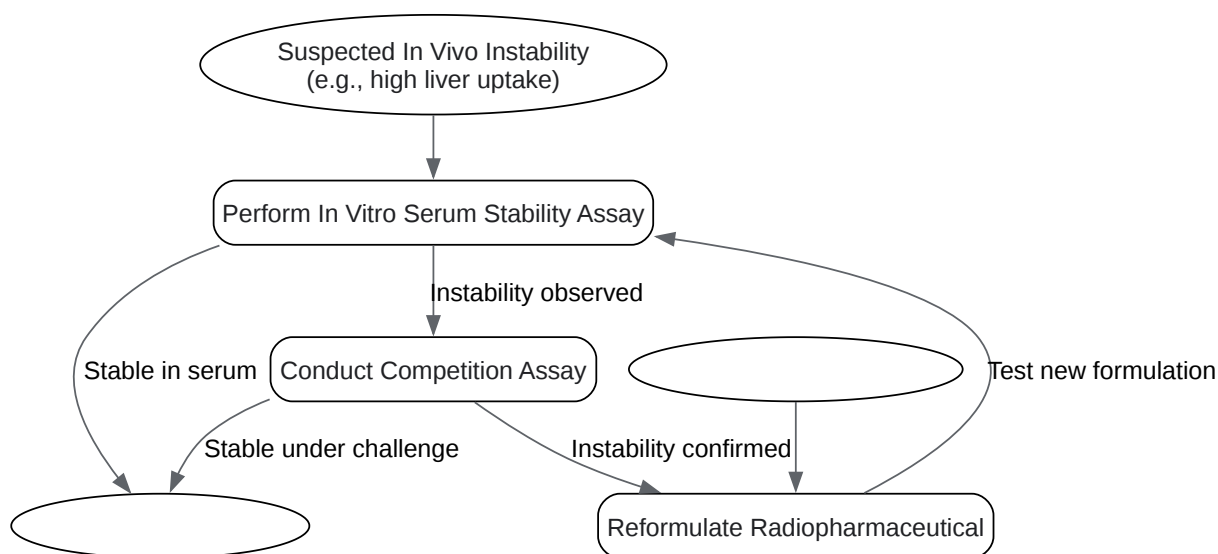 Suspected In Vivo Instability
(e.g., high liver uptake)
Perform In Vitro Serum Stability Assay
Instability observed
Stable in serum
Conduct Competition Assay
Test new formulation
Stable under challenge
Instability confirmed
Reformulate Radiopharmaceutical